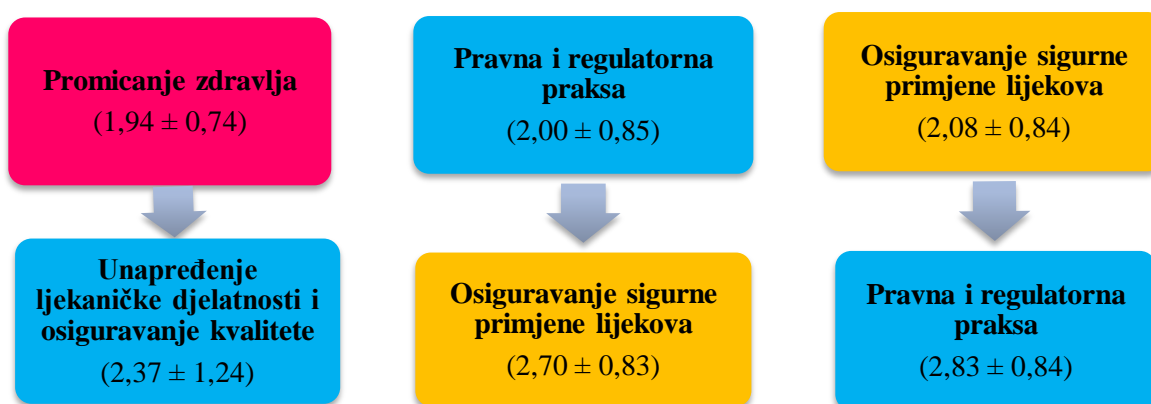 Promicanje zdravlja
(1,94 ± 0,74)
Pravna i regulatorna
praksa
(2,00 ± 0,85)
Osiguravanje sigurne
primjene lijekova
(2,08 ± 0,84)
Unapređenje
ljekaničke djelatnosti i
osiguravanje kvalitete
(2,37 ± 1,24)
Osiguravanje sigurne
primjene lijekova
(2,70 ± 0,83)
Pravna i regulatorna
praksa
(2,83 ± 0,84)